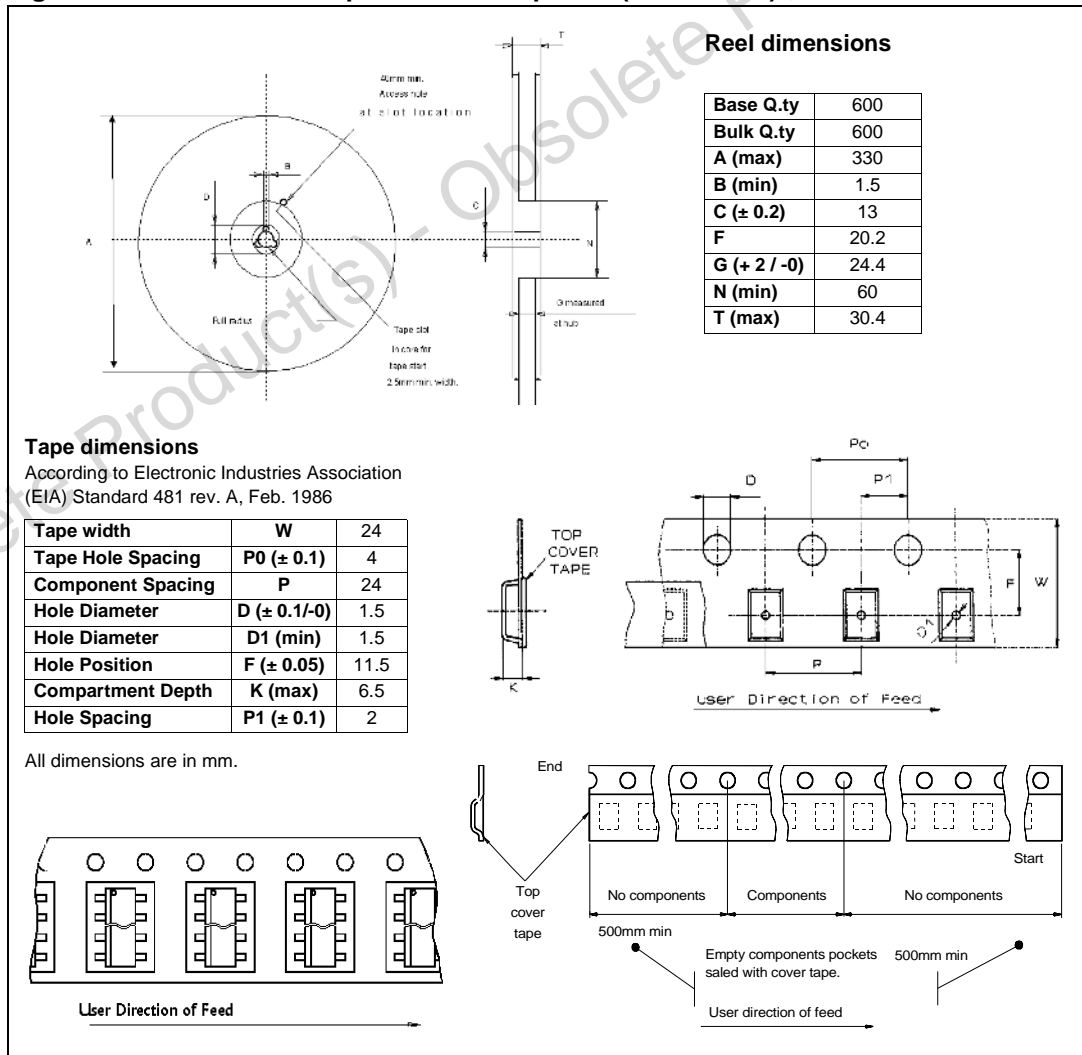 Reel dimensions
Base Q.ty 600
Bulk Q.ty 600
A (max) 330
B (min) 1.5
C (± 0.2) 13
F 20.2
G (+ 2 / -0) 24.4
N (min) 60
T (max) 30.4
T
40mm min.
Access hole
at slot location
B
D
A
C
N
Full radius
Tape slot
in core for
tape start
2.5mm min. width.
G measured
at hub
Obsolete Product(s) - Obsolete
Tape dimensions
According to Electronic Industries Association
(EIA) Standard 481 rev. A, Feb. 1986
Tape width W 24
Tape Hole Spacing P0 (± 0.1) 4
Component Spacing P 24
Hole Diameter D (± 0.1/-0) 1.5
Hole Diameter D1 (min) 1.5
Hole Position F (± 0.05) 11.5
Compartment Depth K (max) 6.5
Hole Spacing P1 (± 0.1) 2
All dimensions are in mm.
TOP
COVER
TAPE
K
Po
D
P1
F
W
D1
P
User Direction of Feed
End
Start
Top
cover
tape
No components
Components
No components
500mm min
Empty components pockets
saled with cover tape.
500mm min
User direction of feed
User Direction of Feed